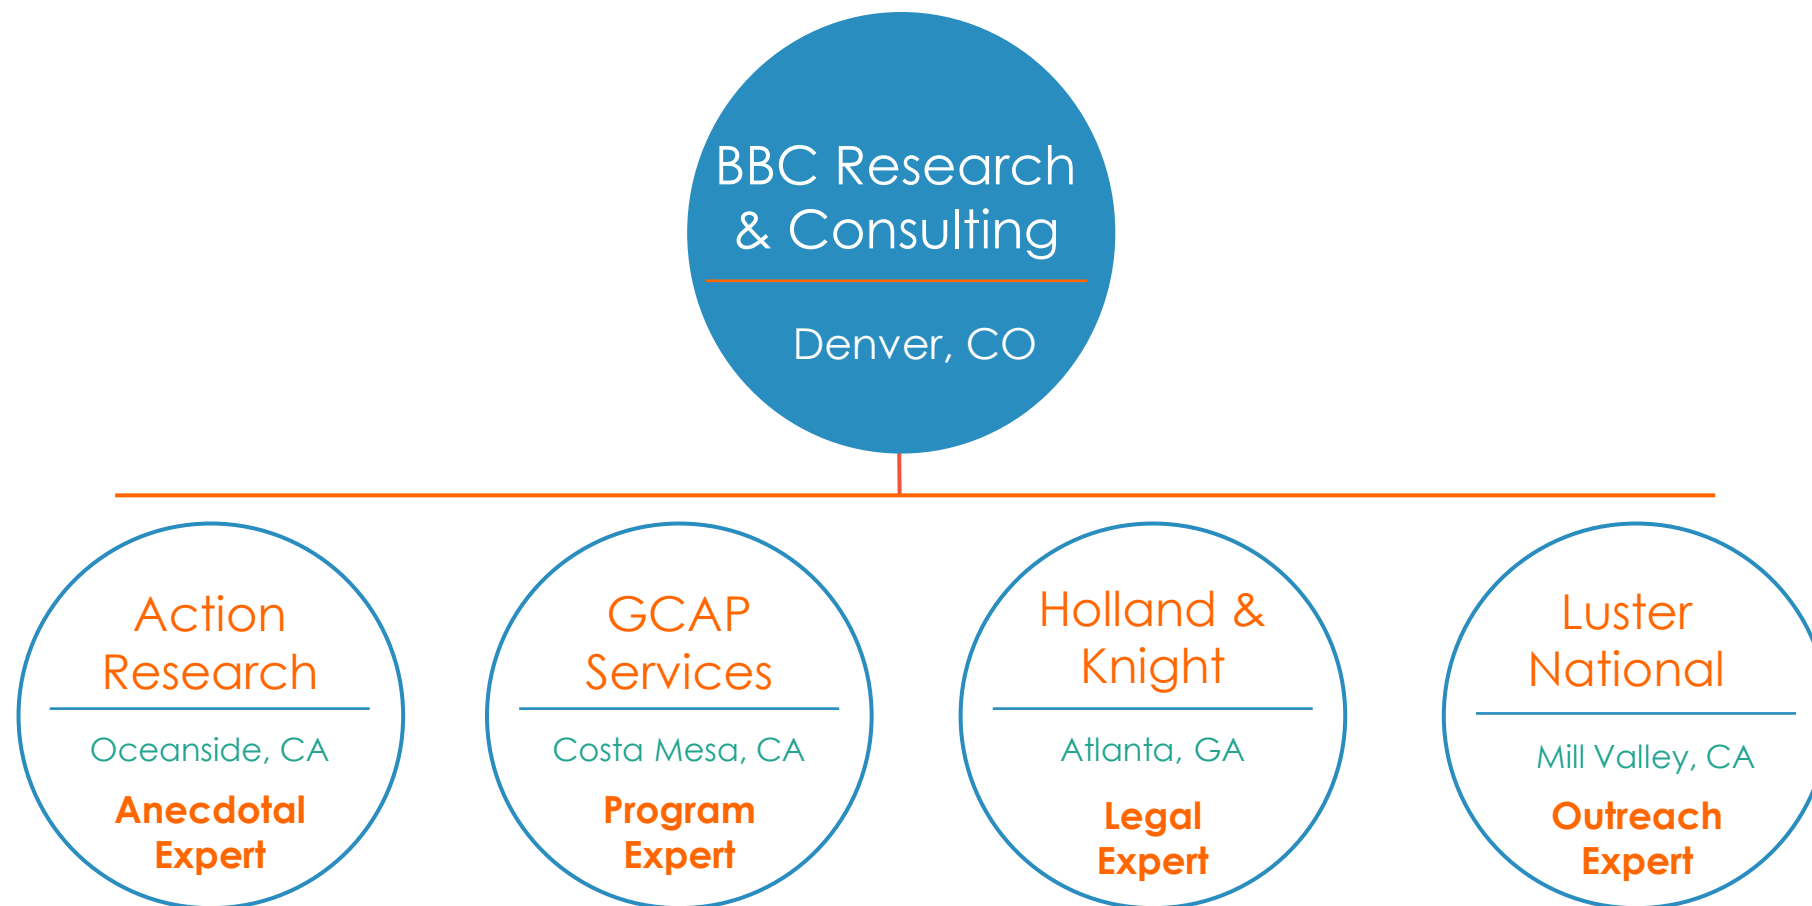 BBC Research
& Consulting
Denver, CO
Action
Research
Oceanside, CA
Anecdotal
Expert
GCAP
Services
Costa Mesa, CA
Program
Expert
Holland &
Knight
Atlanta, GA
Legal
Expert
Luster
National
Mill Valley, CA
Outreach
Expert